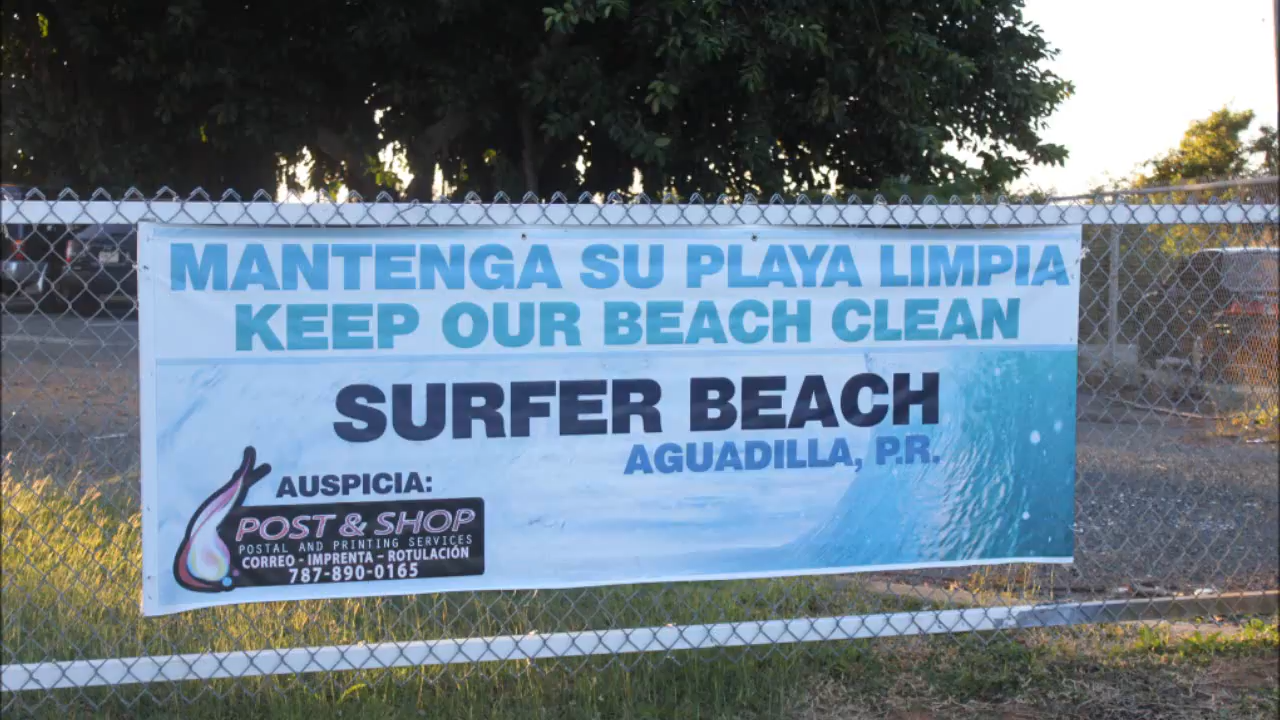 MANTENGA SU PLAYA LIMPIA
KEEP OUR BEACH CLEAN
SURFER BEACH
AGUADILLA, P.R.
AUSPICIA:
POST & SHOP
POSTAL AND PRINTING SERVICES
CORREO - IMPRENTA - ROTULACIÓN
787-890-0165